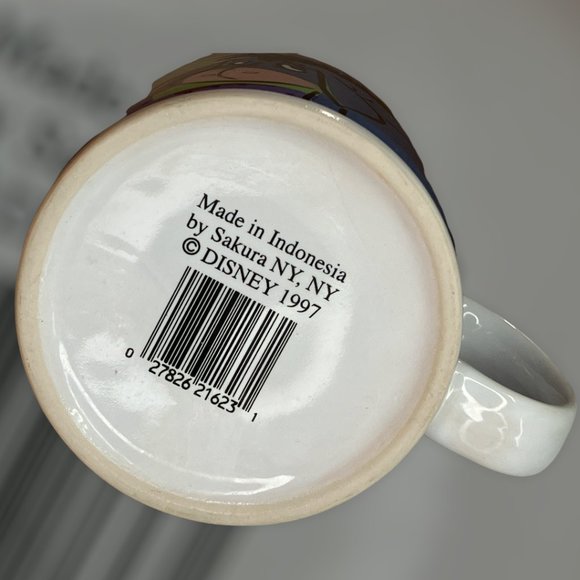 Made in Indonesia
by Sakura NY, NY
© DISNEY 1997
0 27826 21623 1